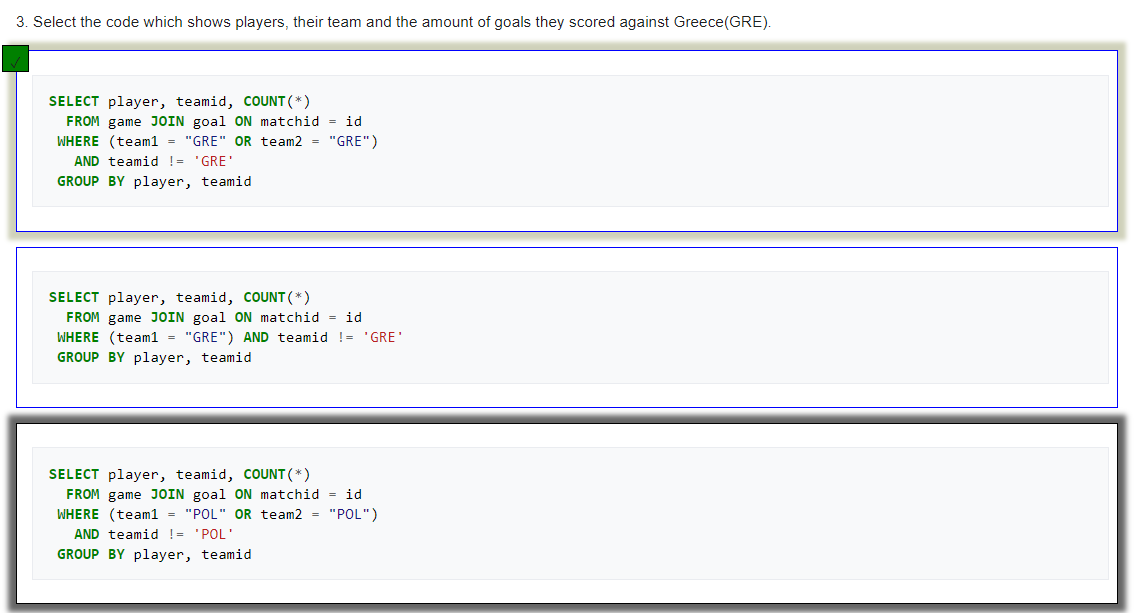 3. Select the code which shows players, their team and the amount of goals they scored against Greece(GRE).
✓
SELECT player, teamid, COUNT(*)
FROM game JOIN goal ON matchid = id
WHERE (team1 = "GRE" OR team2 = "GRE")
AND teamid != 'GRE'
GROUP BY player, teamid
SELECT player, teamid, COUNT(*)
FROM game JOIN goal ON matchid = id
WHERE (team1 = "GRE") AND teamid != 'GRE'
GROUP BY player, teamid
SELECT player, teamid, COUNT(*)
FROM game JOIN goal ON matchid = id
WHERE (team1 = "POL" OR team2 = "POL")
AND teamid != 'POL'
GROUP BY player, teamid